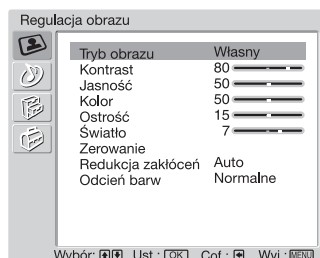 Regulacja obrazu
Tryb obrazu Własny
Kontrast 80
Jasność 50
Kolor 50
Ostrość 15
Światło 7
Zerowanie
Redukcja zakłóceń Auto
Odcień barw Normalne
Wybór: Ust.: OK Cof.: Wyj.: MENU